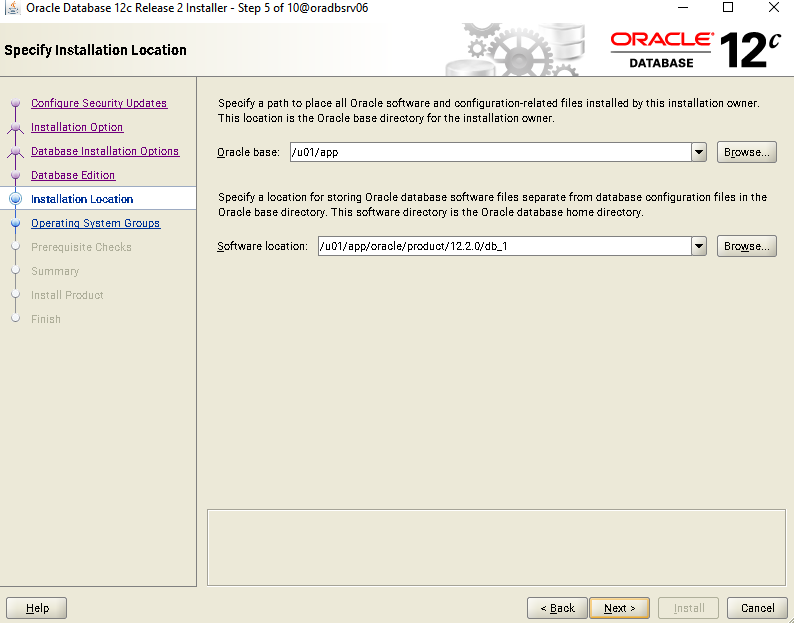 Oracle Database 12c Release 2 Installer - Step 5 of 10@oradbsrv06
Specify Installation Location
ORACLE
DATABASE
12c
Configure Security Updates
Installation Option
Database Installation Options
Database Edition
Installation Location
Operating System Groups
Prerequisite Checks
Summary
Install Product
Finish
Specify a path to place all Oracle software and configuration-related files installed by this installation owner.
This location is the Oracle base directory for the installation owner.
Oracle base: /u01/app Browse...
Specify a location for storing Oracle database software files separate from database configuration files in the
Oracle base directory. This software directory is the Oracle database home directory.
Software location: /u01/app/oracle/product/12.2.0/db_1 Browse...
Help < Back Next > Install Cancel